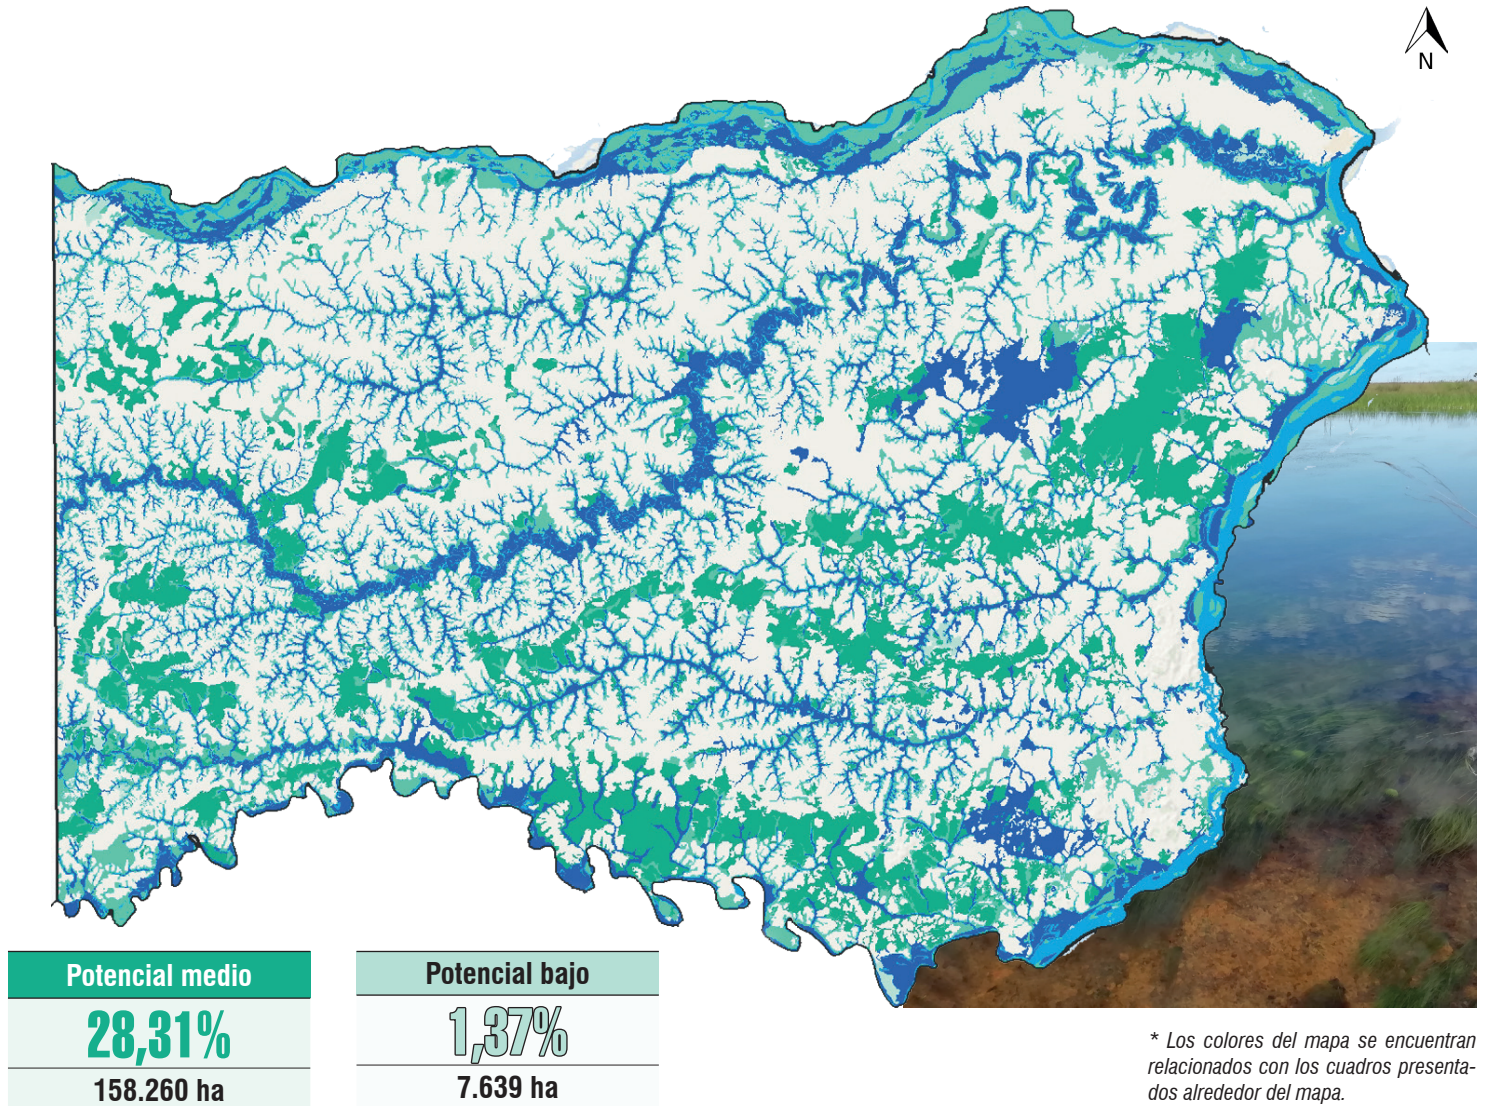 N
Potencial medio
28,31%
158.260 ha
Potencial bajo
1,37%
7.639 ha
* Los colores del mapa se encuentran
relacionados con los cuadros presenta-
dos alrededor del mapa.